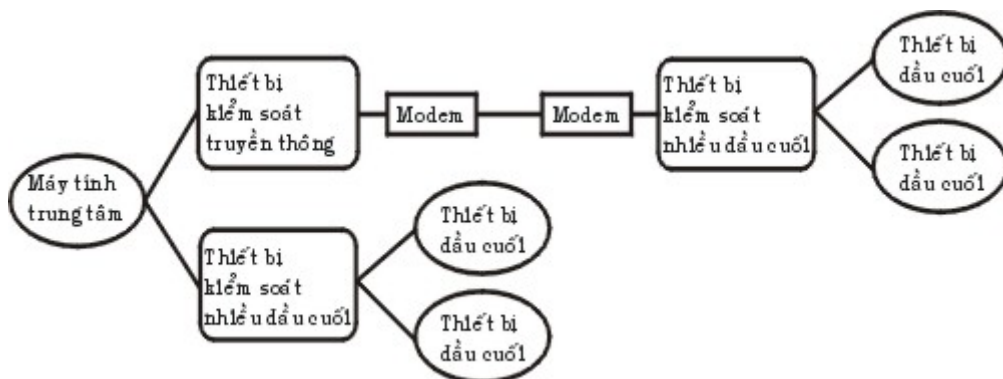 Thiết bị
đầu cuối
Thiết bị
kiểm soát
truyền thông
Modem
Modem
Thiết bị
kiểm soát
nhiều đầu cuối
Thiết bị
đầu cuối
Máy tính
trung tâm
Thiết bị
đầu cuối
Thiết bị
kiểm soát
nhiều đầu cuối
Thiết bị
đầu cuối